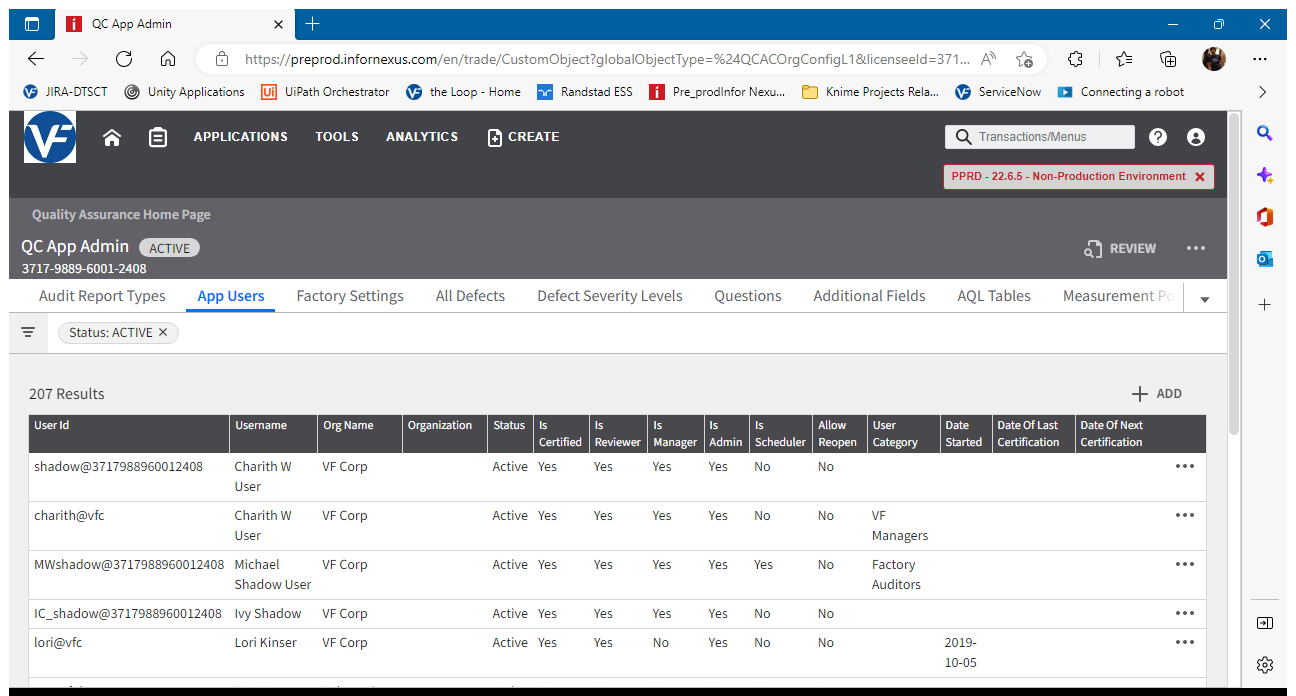 QC App Admin
https://preprod.infornexus.com/en/trade/CustomObject?globalObjectType=%24QCACOrgConfigL1&licenseeId=371...
JIRA-DTSCT Unity Applications UiPath Orchestrator the Loop - Home Randstad ESS Pre_prodInfor Nexu... Knime Projects Rela... ServiceNow Connecting a robot
VF APPLICATIONS TOOLS ANALYTICS CREATE Transactions/Menus
PPRD - 22.6.5 - Non-Production Environment
Quality Assurance Home Page
QC App Admin ACTIVE REVIEW
3717-9889-6001-2408
Audit Report Types App Users Factory Settings All Defects Defect Severity Levels Questions Additional Fields AQL Tables Measurement Po
Status: ACTIVE
207 Results ADD
User Id Username Org Name Organization Status Is Certified Is Reviewer Is Manager Is Admin Is Scheduler Allow Reopen User Category Date Started Date Of Last Certification Date Of Next Certification
shadow@3717988960012408 Charith W User VF Corp Active Yes Yes Yes Yes No No
charith@vfc Charith W User VF Corp Active Yes Yes Yes Yes No No VF Managers
MWshadow@3717988960012408 Michael Shadow User VF Corp Active Yes Yes Yes Yes Yes No Factory Auditors
IC_shadow@3717988960012408 Ivy Shadow VF Corp Active Yes Yes Yes Yes No No
lori@vfc Lori Kinser VF Corp Active Yes Yes No Yes No No 2019-10-05